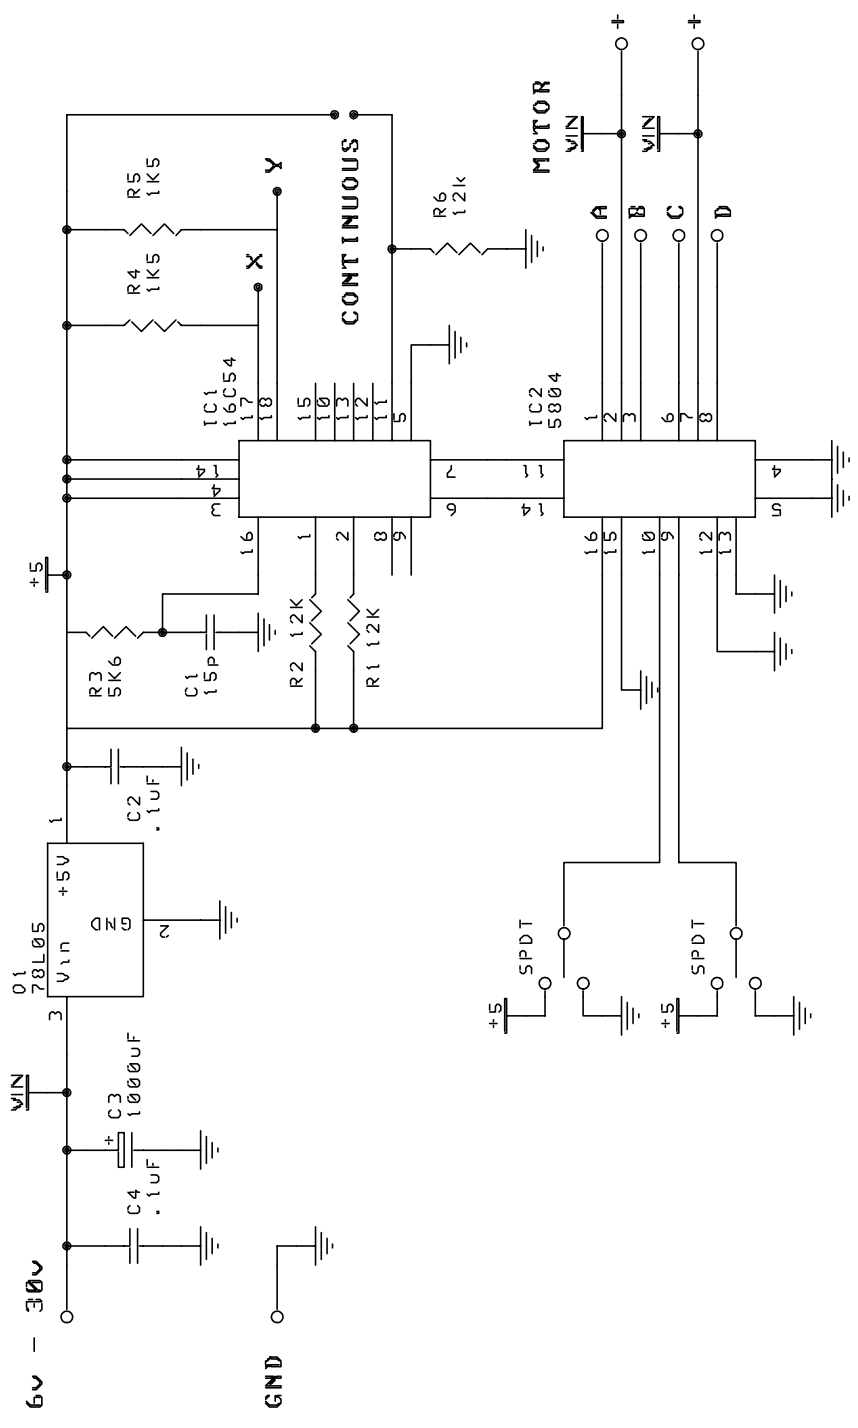 6v - 30v
GND
C4
.1uF
C3
1000uF
+
VIN
3
O1
78L05
Vin
+5V
GND
2
1
C2
.1uF
+5
R3
5K6
C1
15P
R2
12K
R1
12K
16
1
2
8
9
3
4
14
6
7
IC1
16C54
17
18
15
10
13
12
11
5
R4
1K5
R5
1K5
X
Y
CONTINUOUS
R6
12k
SPDT
+5
SPDT
+5
16
15
10
9
12
13
14
11
5
4
IC2
5804
1
2
3
6
7
8
A
B
C
D
MOTOR
VIN
VIN
+
+